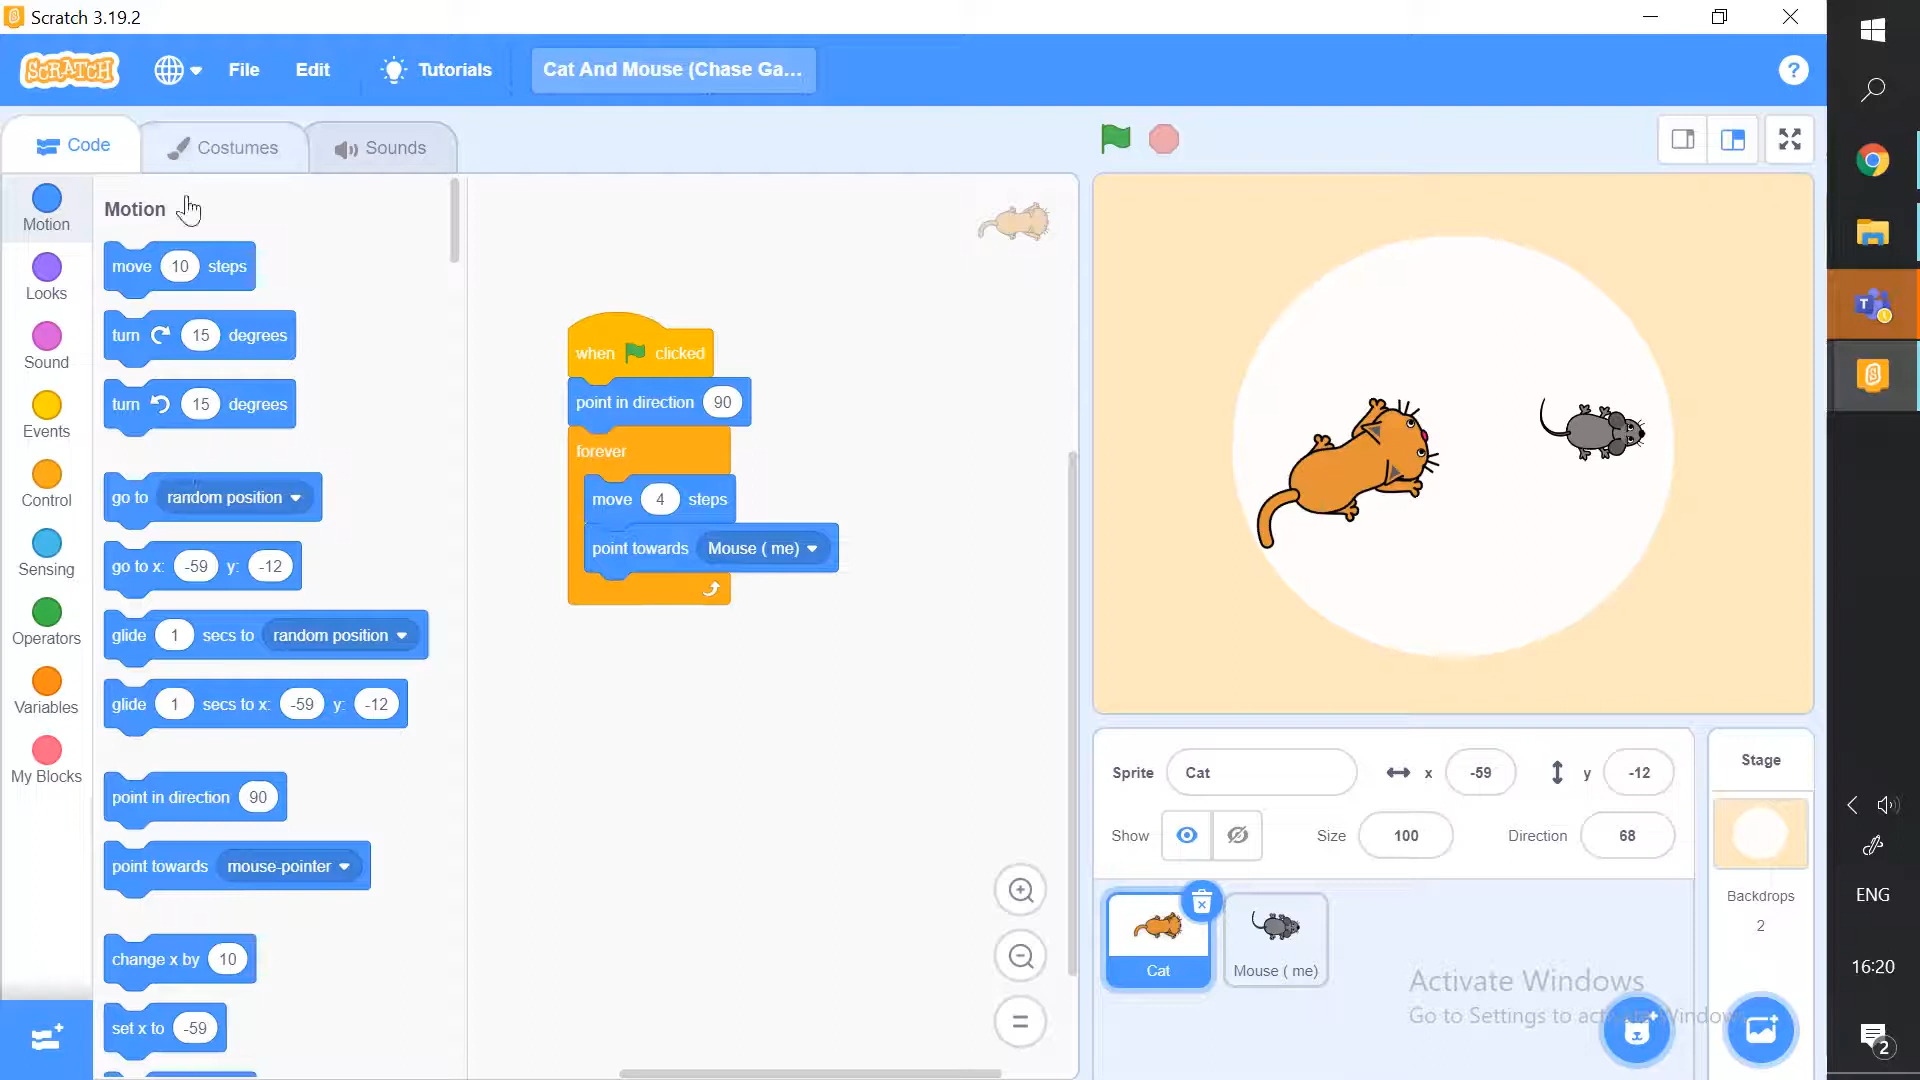 Scratch 3.19.2
SCRATCH
File
Edit
Tutorials
Cat And Mouse (Chase Ga...
?
Code
Costumes
Sounds
Motion
Looks
Sound
Events
Control
Sensing
Operators
Variables
My Blocks
Motion
move 10 steps
turn 15 degrees
turn 15 degrees
go to random position
go to x: -59 y: -12
glide 1 secs to random position
glide 1 secs to x: -59 y: -12
point in direction 90
point towards mouse-pointer
change x by 10
set x to -59
when clicked
point in direction 90
forever
move 4 steps
point towards Mouse ( me)
Sprite Cat x -59 y -12
Show Size 100 Direction 68
Cat
Mouse ( me)
Stage
Backdrops
2
Activate Windows
Go to Settings to activate Windows
T
ENG
16:20
2